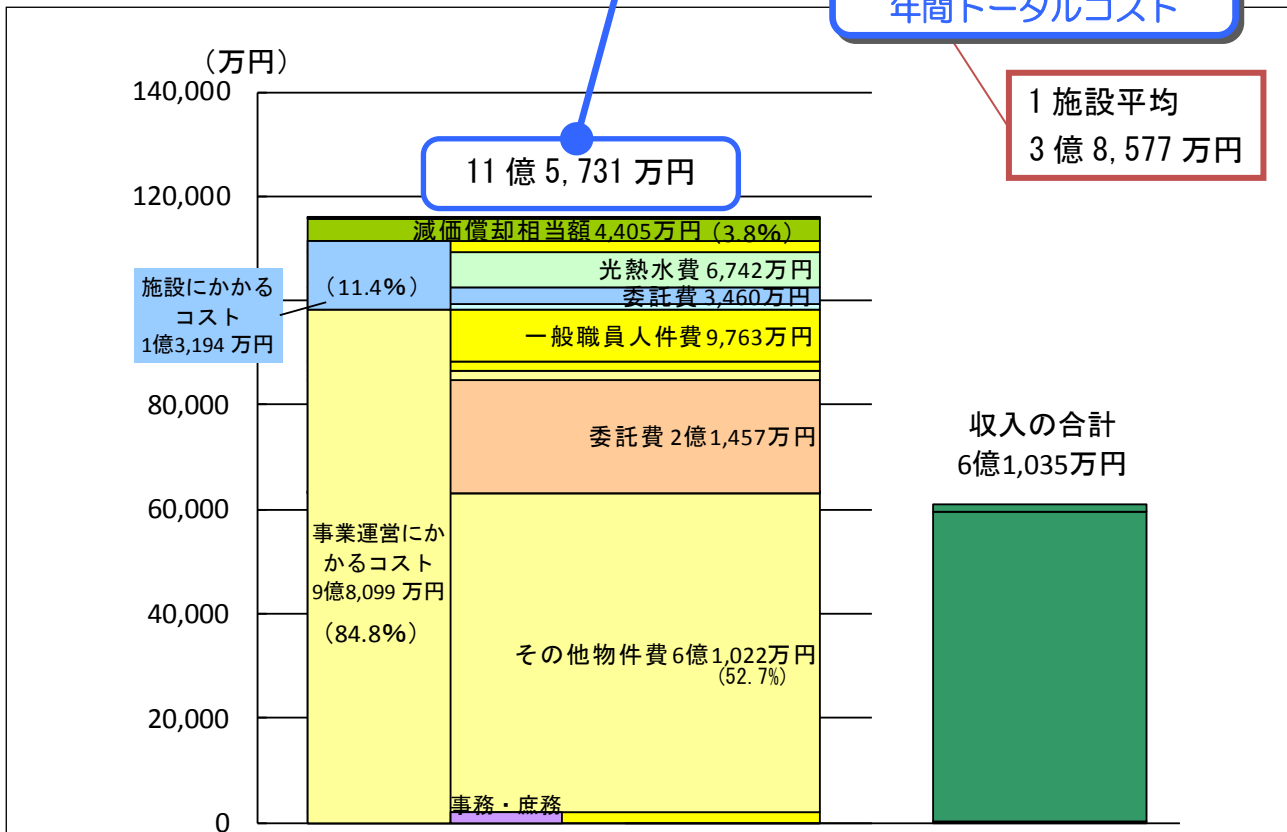 年間トータルコスト
（万円）
1 施設平均
3 億 8,577 万円
140,000
120,000
80,000
60,000
40,000
20,000
0
11 億 5,731 万円
減価償却相当額 4,405万円 (3.8%)
施設にかかる
コスト
1億3,194 万円
（11.4%）
光熱水費 6,742万円
委託費 3,460万円
一般職員人件費 9,763万円
委託費 2億1,457万円
事業運営にか
かるコスト
9億8,099 万円
（84.8%）
その他物件費 6億1,022万円
(52.7%)
事務・庶務
収入の合計
6億1,035万円